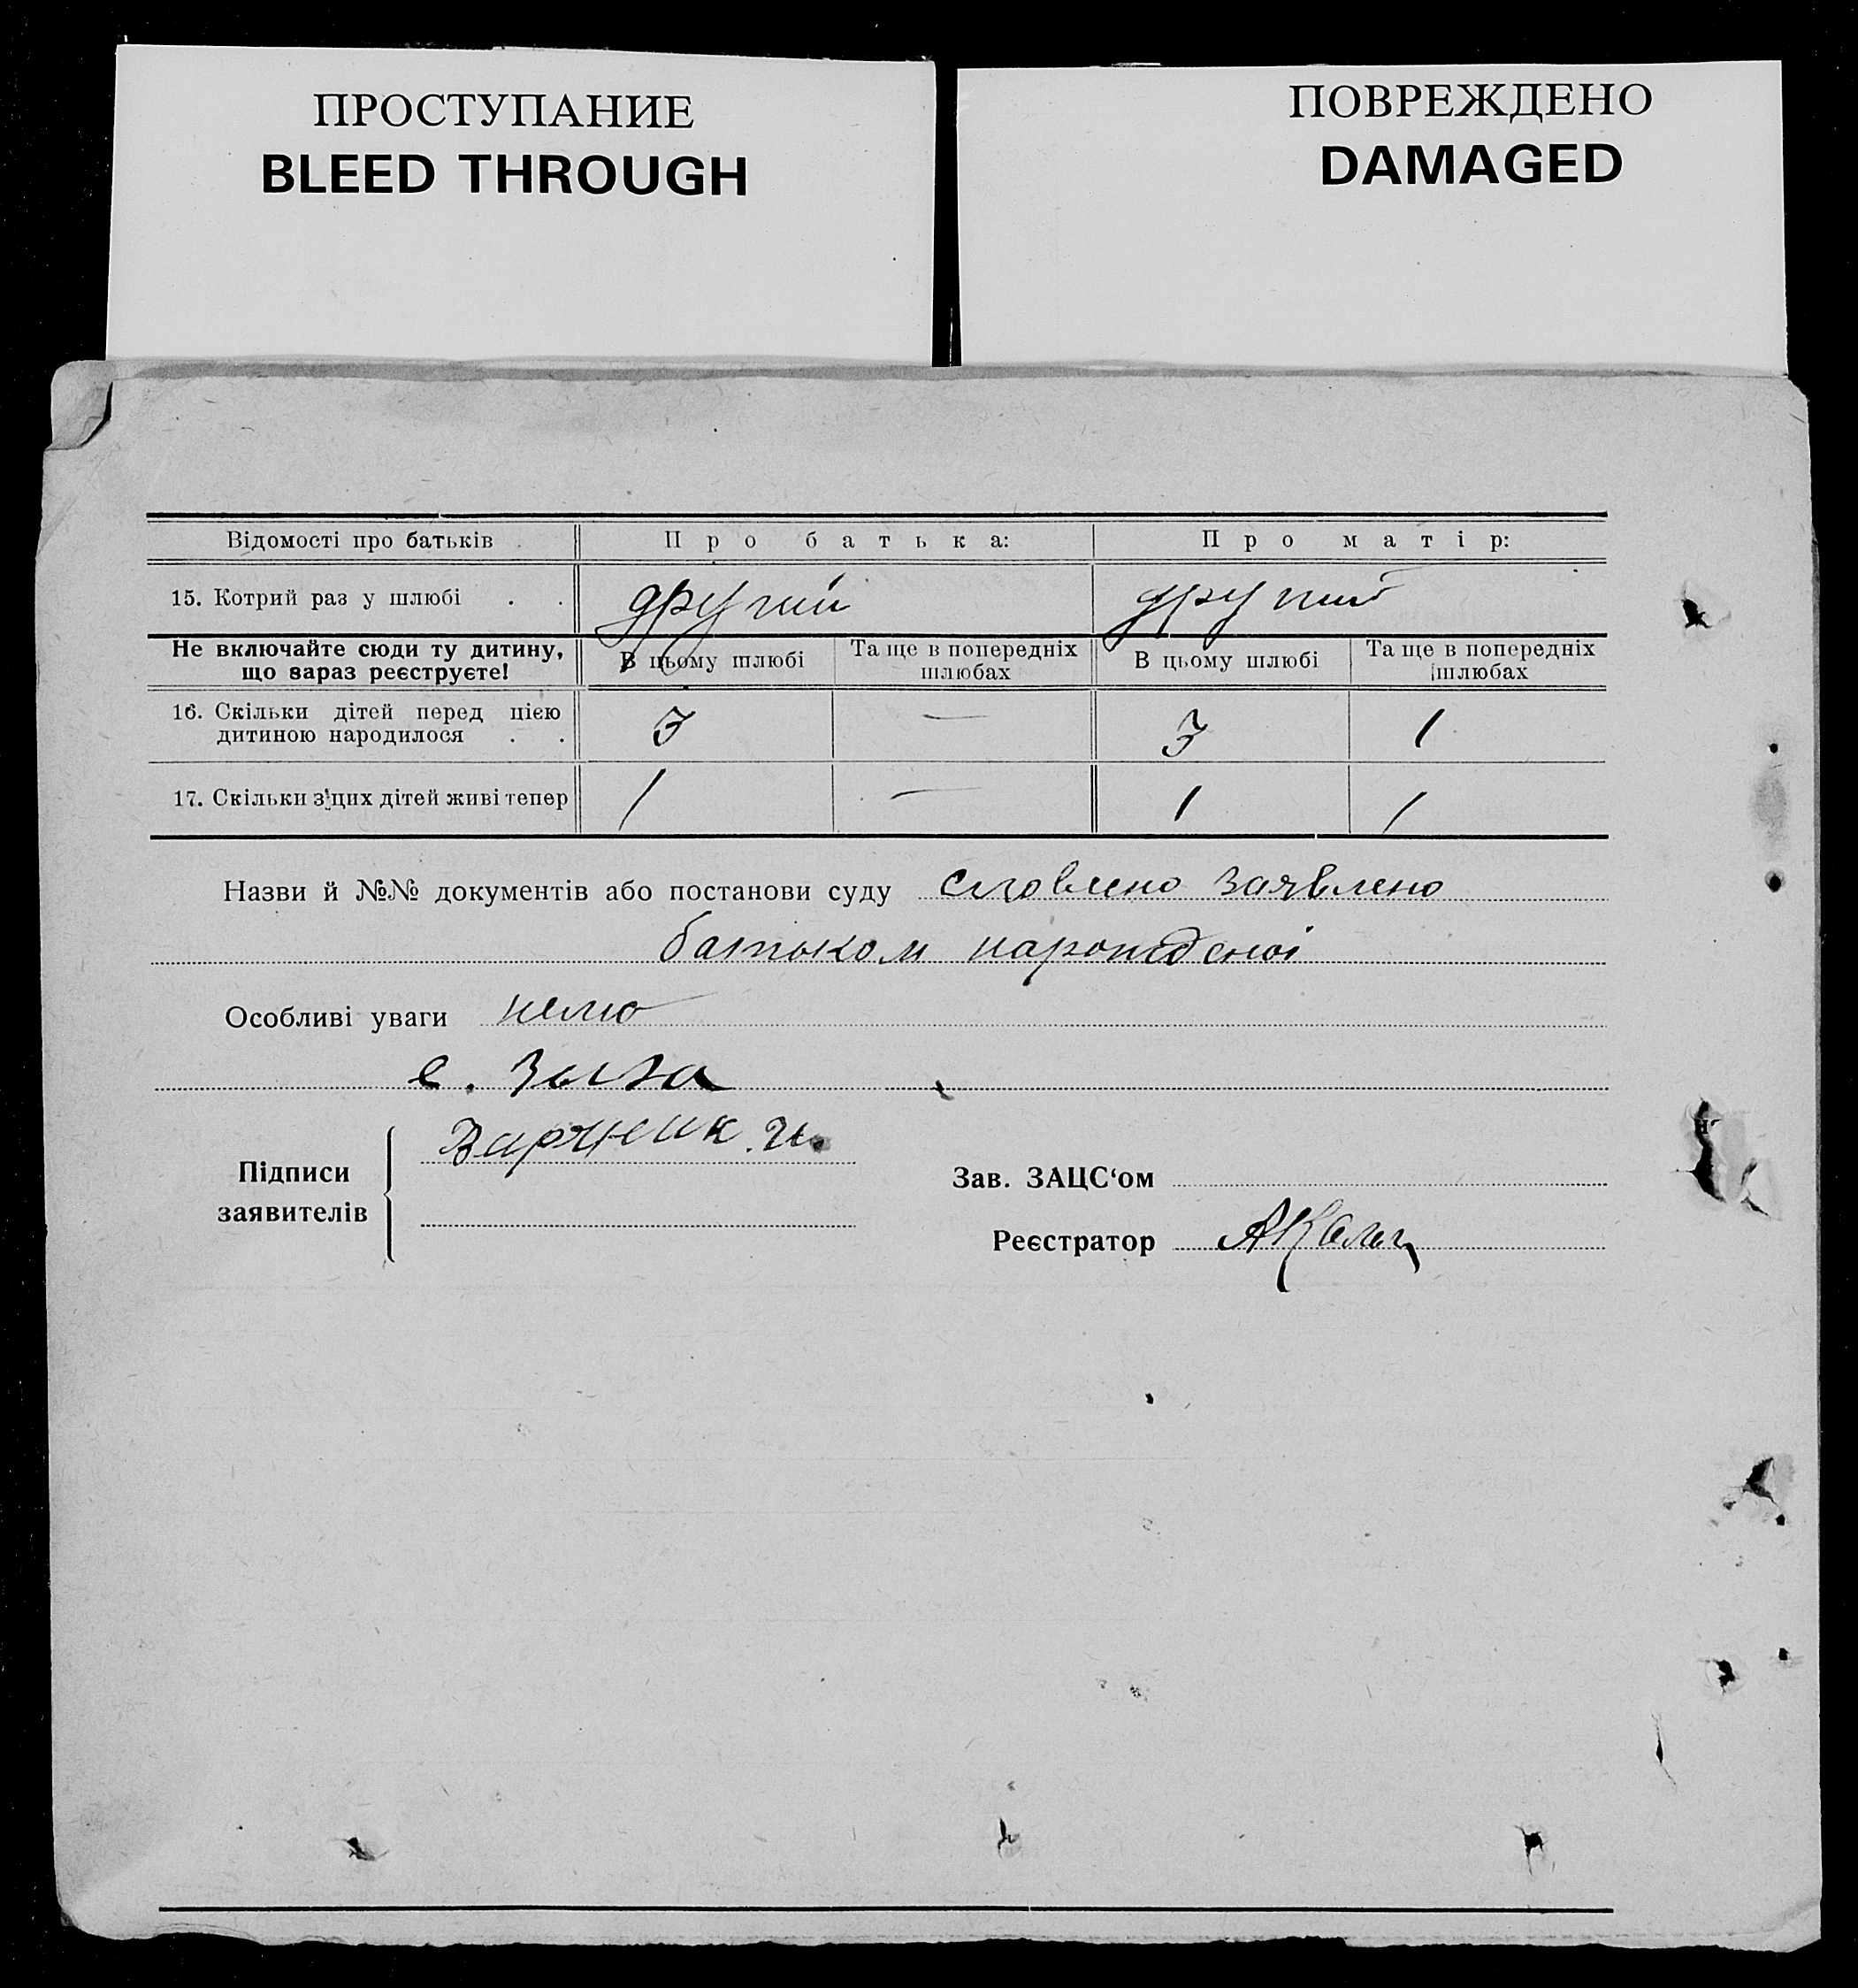 ПРОСТУПАНИЕ
BLEED THROUGH
ПОВРЕЖДЕНО
DAMAGED
Відомості про батьків Про батька: Про матір:
15. Котрий раз у шлюбі . . другий другий
Не включайте сюди ту дитину, що зараз реєструєте! В цьому шлюбі Та ще в попередніх шлюбах В цьому шлюбі Та ще в попередніх шлюбах
16. Скільки дітей перед цією дитиною народилося . . 3 — 3 1
17. Скільки з цих дітей живі тепер 1 — 1 1
Назви й №№ документів або постанови суду словлено заявлено
батьком нарожденої
Особливі уваги нема
с.
Підписи заявителів
Зав. ЗАЦС‘ом
Реєстратор